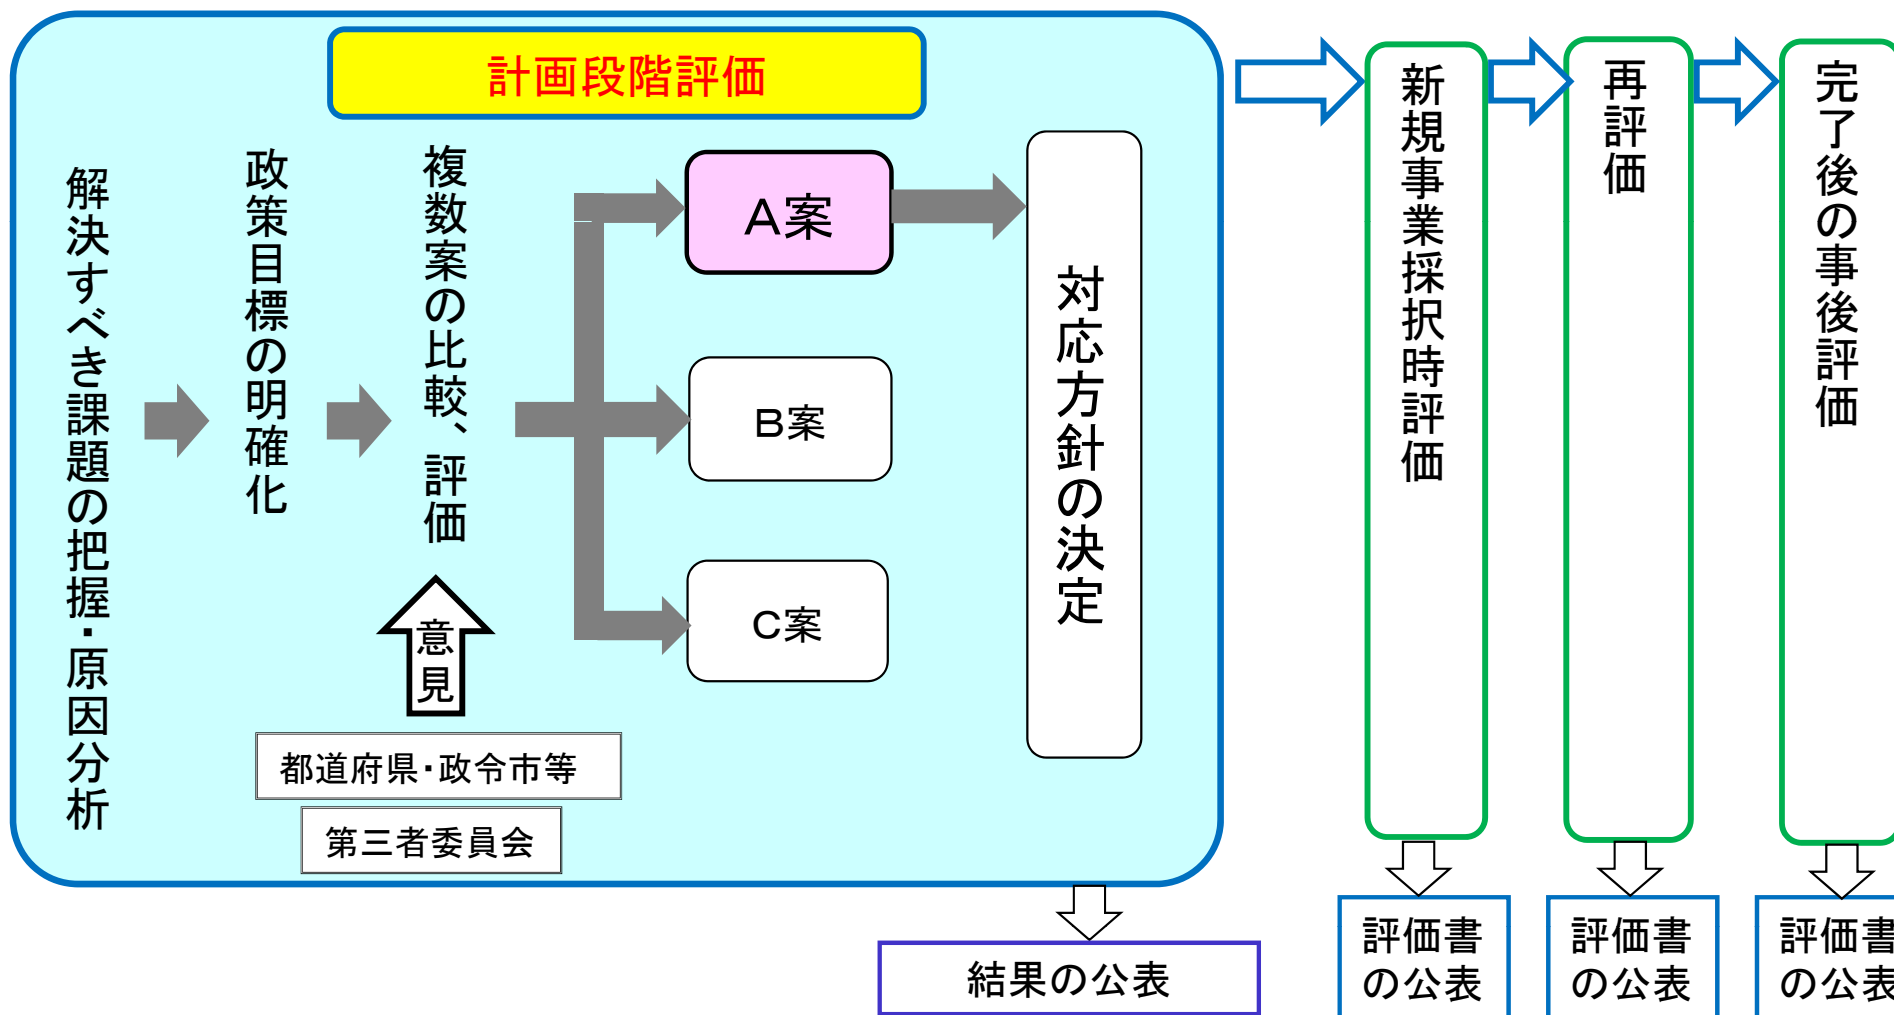 計画段階評価
解決すべき課題の把握・原因分析
政策目標の明確化
複数案の比較、評価
意見
都道府県・政令市等
第三者委員会
A案
B案
C案
対応方針の決定
結果の公表
新規事業採択時評価
評価書
の公表
再評価
評価書
の公表
完了後の事後評価
評価書
の公表